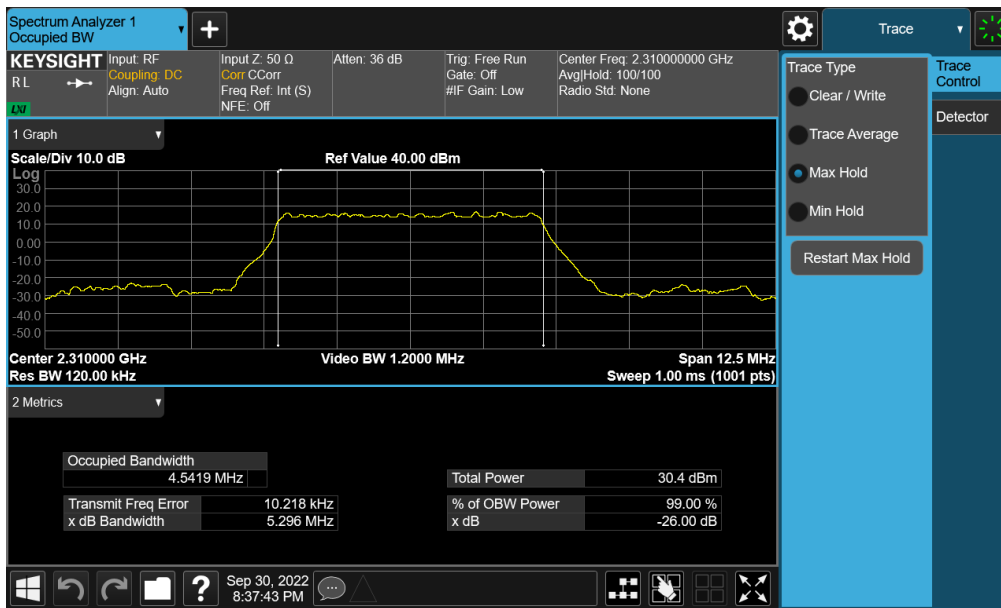 Spectrum Analyzer 1
Occupied BW
+
Trace
KEYSIGHT
R L
LXI
Input: RF
Coupling: DC
Align: Auto
Input Z: 50 Ω
Corr CCorr
Freq Ref: Int (S)
NFE: Off
Atten: 36 dB
Trig: Free Run
Gate: Off
#IF Gain: Low
Center Freq: 2.310000000 GHz
Avg|Hold: 100/100
Radio Std: None
Trace Type
Clear / Write
Trace Average
Max Hold
Min Hold
Restart Max Hold
Trace
Control
Detector
1 Graph
Scale/Div 10.0 dB
Ref Value 40.00 dBm
Log
30.0
20.0
10.0
0.00
-10.0
-20.0
-30.0
-40.0
-50.0
Center 2.310000 GHz
Video BW 1.2000 MHz
Span 12.5 MHz
Res BW 120.00 kHz
Sweep 1.00 ms (1001 pts)
2 Metrics
Occupied Bandwidth
4.5419 MHz
Total Power 30.4 dBm
Transmit Freq Error 10.218 kHz
% of OBW Power 99.00 %
x dB Bandwidth 5.296 MHz
x dB -26.00 dB
?
Sep 30, 2022
8:37:43 PM